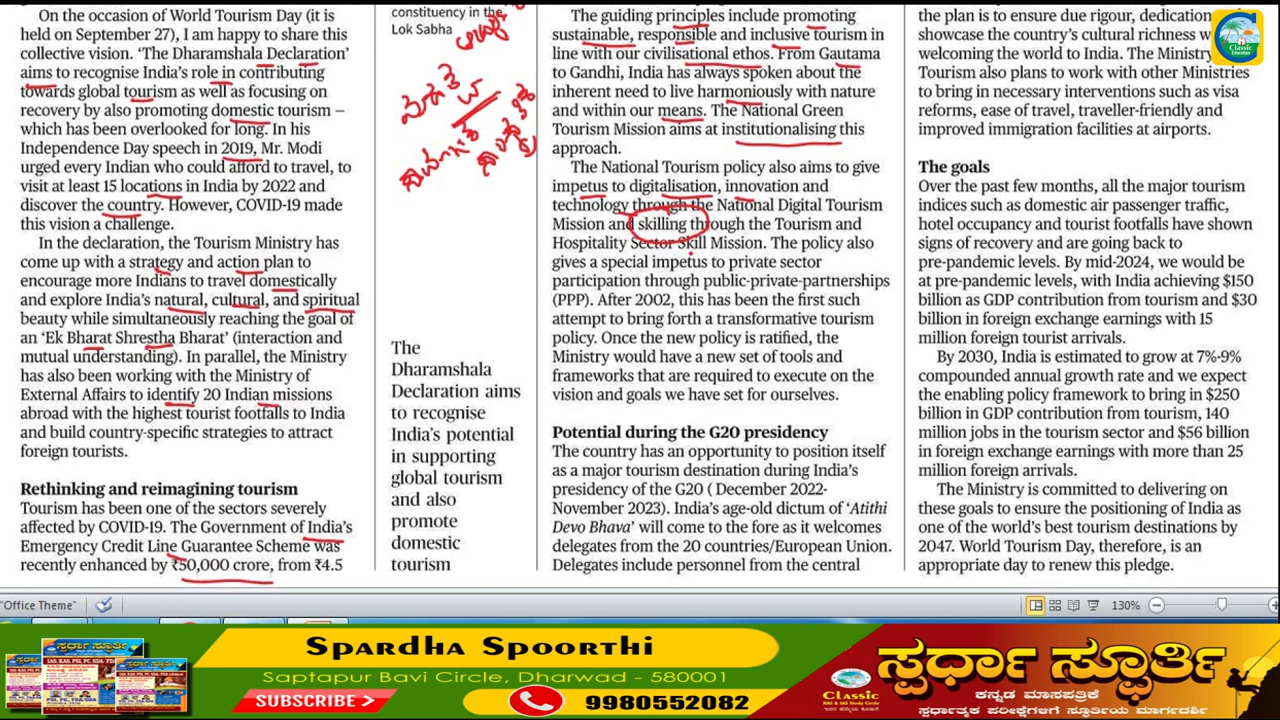 On the occasion of World Tourism Day (it is
held on September 27), I am happy to share this
collective vision. ‘The Dharamshala Declaration’
aims to recognise India’s role in contributing
towards global tourism as well as focusing on
recovery by also promoting domestic tourism —
which has been overlooked for long. In his
Independence Day speech in 2019, Mr. Modi
urged every Indian who could afford to travel, to
visit at least 15 locations in India by 2022 and
discover the country. However, COVID-19 made
this vision a challenge.
In the declaration, the Tourism Ministry has
come up with a strategy and action plan to
encourage more Indians to travel domestically
and explore India’s natural, cultural, and spiritual
beauty while simultaneously reaching the goal of
an ‘Ek Bharat Shrestha Bharat’ (interaction and
mutual understanding). In parallel, the Ministry
has also been working with the Ministry of
External Affairs to identify 20 Indian missions
abroad with the highest tourist footfalls to India
and build country-specific strategies to attract
foreign tourists.
Rethinking and reimagining tourism
Tourism has been one of the sectors severely
affected by COVID-19. The Government of India’s
Emergency Credit Line Guarantee Scheme was
recently enhanced by ₹50,000 crore, from ₹4.5
constituency in the
Lok Sabha
The
Dharamshala
Declaration aims
to recognise
India’s potential
in supporting
global tourism
and also
promote
domestic
tourism
The guiding principles include promoting
sustainable, responsible and inclusive tourism in
line with our civilisational ethos. From Gautama
to Gandhi, India has always spoken about the
inherent need to live harmoniously with nature
and within our means. The National Green
Tourism Mission aims at institutionalising this
approach.
The National Tourism policy also aims to give
impetus to digitalisation, innovation and
technology through the National Digital Tourism
Mission and skilling through the Tourism and
Hospitality Sector Skill Mission. The policy also
gives a special impetus to private sector
participation through public-private-partnerships
(PPP). After 2002, this has been the first such
attempt to bring forth a transformative tourism
policy. Once the new policy is ratified, the
Ministry would have a new set of tools and
frameworks that are required to execute on the
vision and goals we have set for ourselves.
Potential during the G20 presidency
The country has an opportunity to position itself
as a major tourism destination during India’s
presidency of the G20 ( December 2022-
November 2023). India’s age-old dictum of ‘Atithi
Devo Bhava’ will come to the fore as it welcomes
delegates from the 20 countries/European Union.
Delegates include personnel from the central
the plan is to ensure due rigour, dedication
showcase the country’s cultural richness
welcoming the world to India. The Ministry
Tourism also plans to work with other Ministries
to bring in necessary interventions such as visa
reforms, ease of travel, traveller-friendly and
improved immigration facilities at airports.
The goals
Over the past few months, all the major tourism
indices such as domestic air passenger traffic,
hotel occupancy and tourist footfalls have shown
signs of recovery and are going back to
pre-pandemic levels. By mid-2024, we would be
at pre-pandemic levels, with India achieving $150
billion as GDP contribution from tourism and $30
billion in foreign exchange earnings with 15
million foreign tourist arrivals.
By 2030, India is estimated to grow at 7%-9%
compounded annual growth rate and we expect
the enabling policy framework to bring in $250
billion in GDP contribution from tourism, 140
million jobs in the tourism sector and $56 billion
in foreign exchange earnings with more than 25
million foreign arrivals.
The Ministry is committed to delivering on
these goals to ensure the positioning of India as
one of the world’s best tourism destinations by
2047. World Tourism Day, therefore, is an
appropriate day to renew this pledge.
Classic
Education
"Office Theme"
130%
ಸ್ಪರ್ಧಾ ಸ್ಫೂರ್ತಿ
Spardha Spoorthi
Saptapur Bavi Circle, Dharwad - 580001
SUBSCRIBE
9980552082
Classic
ಸ್ಪರ್ಧಾ ಸ್ಫೂರ್ತಿ
ಕನ್ನಡ ಮಾಸಪತ್ರಿಕೆ
ಸ್ಪರ್ಧಾತ್ಮಕ ಪರೀಕ್ಷೆಗಳಿಗೆ ಸ್ಫೂರ್ತಿಯ ಮಾರ್ಗದರ್ಶಿ